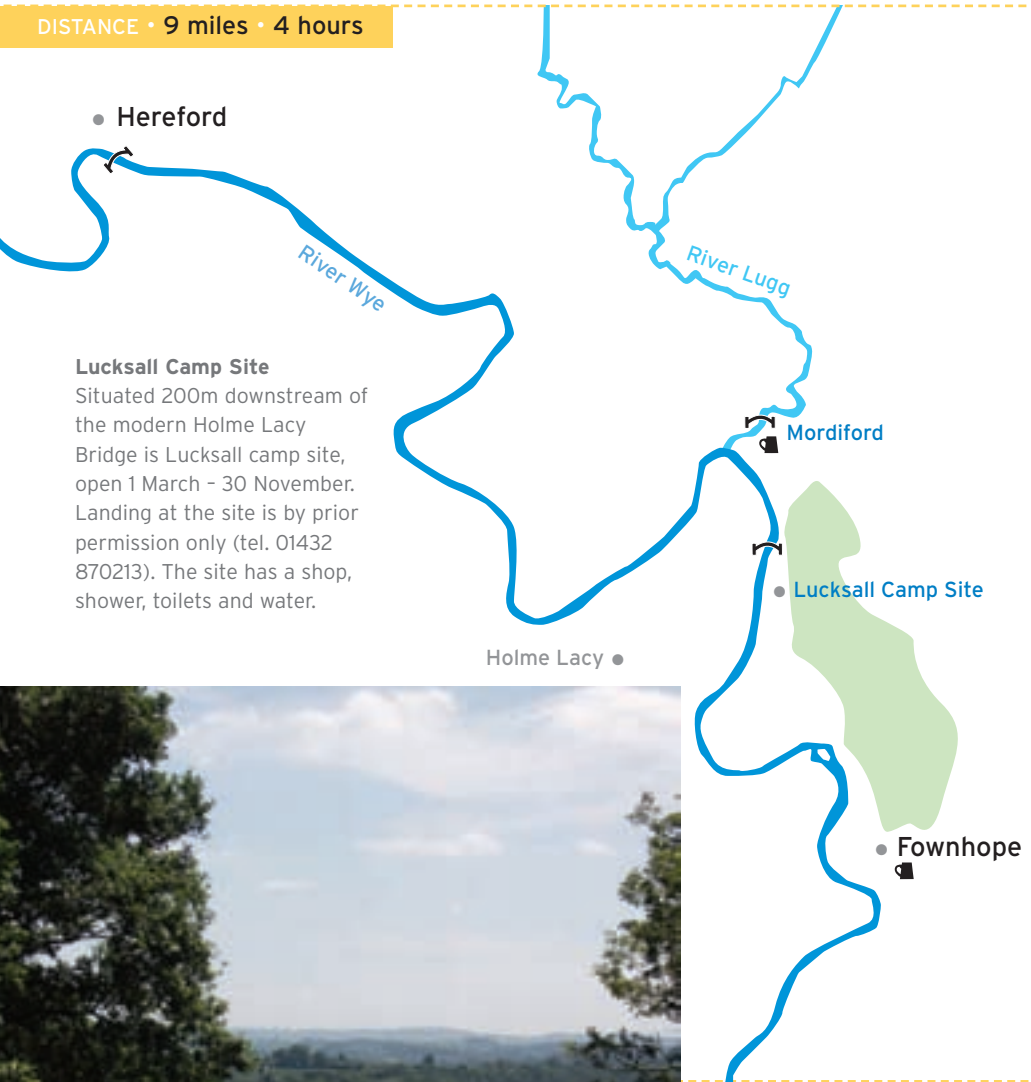 DISTANCE • 9 miles • 4 hours
Hereford
River Wye
River Lugg
Lucksall Camp Site
Situated 200m downstream of
the modern Holme Lacy
Bridge is Lucksall camp site,
open 1 March – 30 November.
Landing at the site is by prior
permission only (tel. 01432
870213). The site has a shop,
shower, toilets and water.
Mordiford
Lucksall Camp Site
Holme Lacy
Fownhope